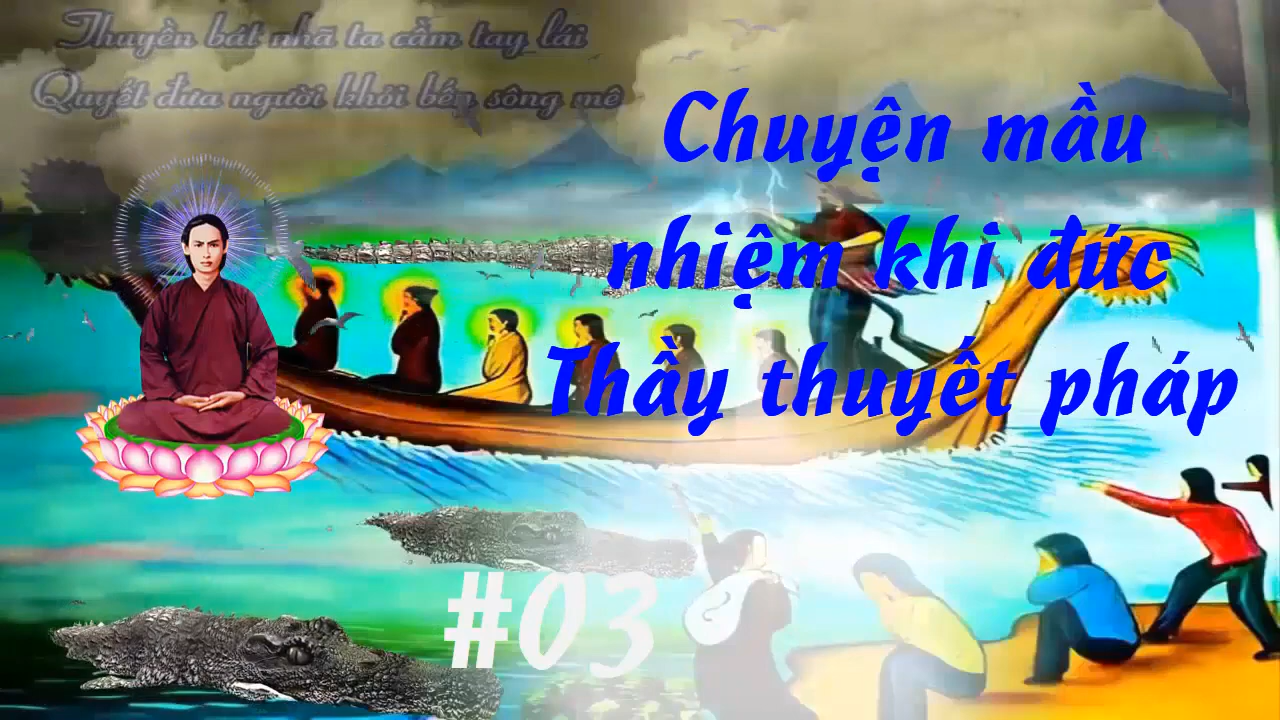 Thuyền bát nhã ta cầm tay lái
Quyết đưa người khỏi bến sông mê
Chuyện mầu
nhiệm khi đức
Thầy thuyết pháp
#03